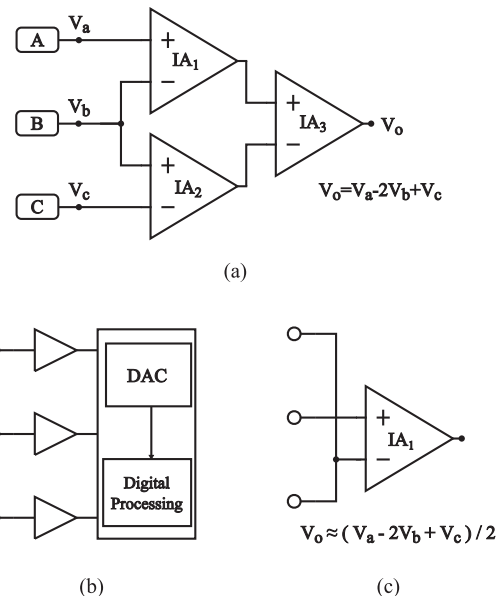 A V_a
+
IA_1
−
B V_b
+
IA_2
−
C V_c
+
IA_3
−
V_o
V_o=V_a-2V_b+V_c
(a)
DAC
Digital
Processing
(b)
+
IA_1
−
V_o ≈ ( V_a - 2V_b + V_c ) / 2
(c)